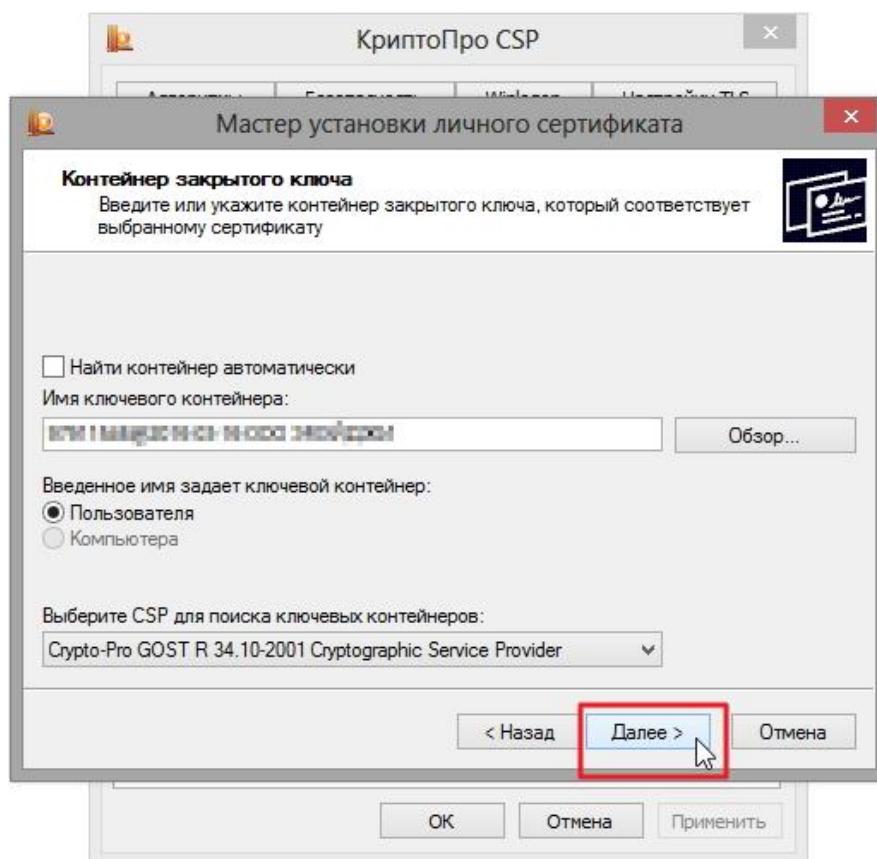 КриптоПро CSP
Мастер установки личного сертификата
Контейнер закрытого ключа
Введите или укажите контейнер закрытого ключа, который соответствует
выбранному сертификату
Найти контейнер автоматически
Имя ключевого контейнера:
Обзор...
Введенное имя задает ключевой контейнер:
Пользователя
Компьютера
Выберите CSP для поиска ключевых контейнеров:
Crypto-Pro GOST R 34.10-2001 Cryptographic Service Provider
< Назад Далее > Отмена
ОК Отмена Применить